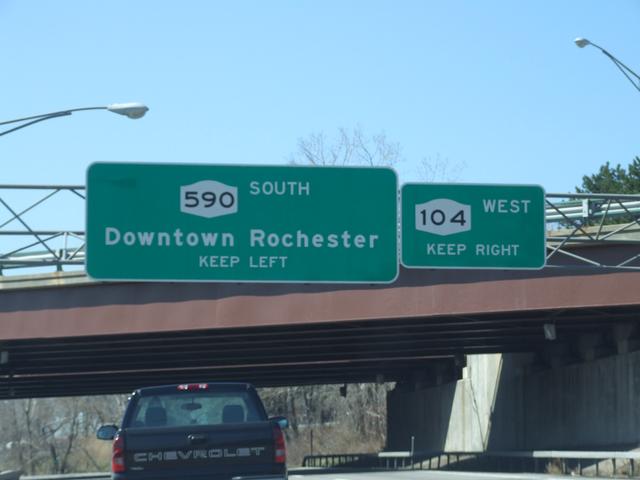 590 SOUTH
Downtown Rochester
KEEP LEFT
104 WEST
KEEP RIGHT
CHEVROLET